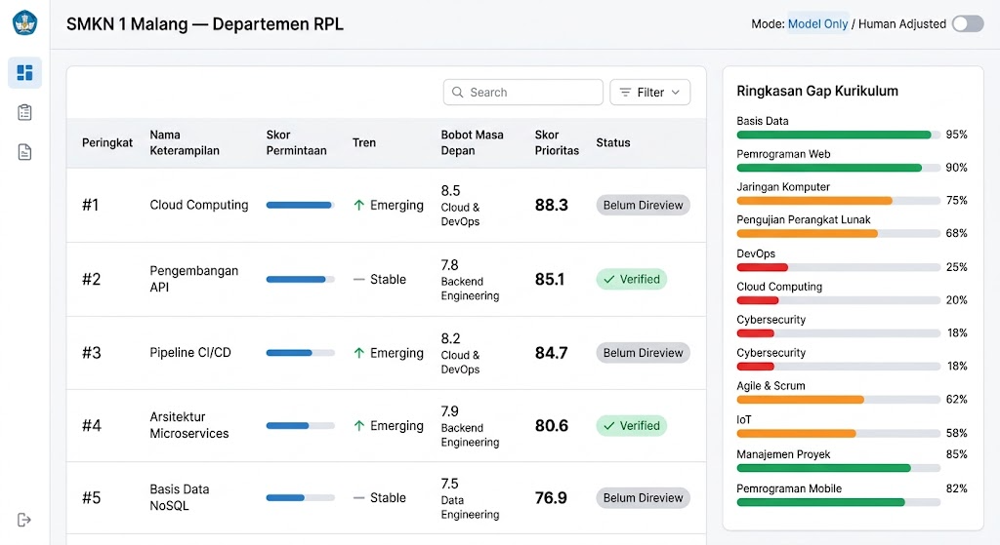 SMKN 1 Malang — Departemen RPL
Mode: Model Only / Human Adjusted
Search
Filter
Peringkat
Nama
Keterampilan
Skor
Permintaan
Tren
Bobot Masa
Depan
Skor
Prioritas
Status
#1
Cloud Computing
Emerging
8.5
Cloud &
DevOps
88.3
Belum Direview
#2
Pengembangan
API
Stable
7.8
Backend
Engineering
85.1
Verified
#3
Pipeline CI/CD
Emerging
8.2
Cloud &
DevOps
84.7
Belum Direview
#4
Arsitektur
Microservices
Emerging
7.9
Backend
Engineering
80.6
Verified
#5
Basis Data
NoSQL
Stable
7.5
Data
Engineering
76.9
Belum Direview
Ringkasan Gap Kurikulum
Basis Data
95%
Pemrograman Web
90%
Jaringan Komputer
75%
Pengujian Perangkat Lunak
68%
DevOps
25%
Cloud Computing
20%
Cybersecurity
18%
Cybersecurity
18%
Agile & Scrum
62%
IoT
58%
Manajemen Proyek
85%
Pemrograman Mobile
82%